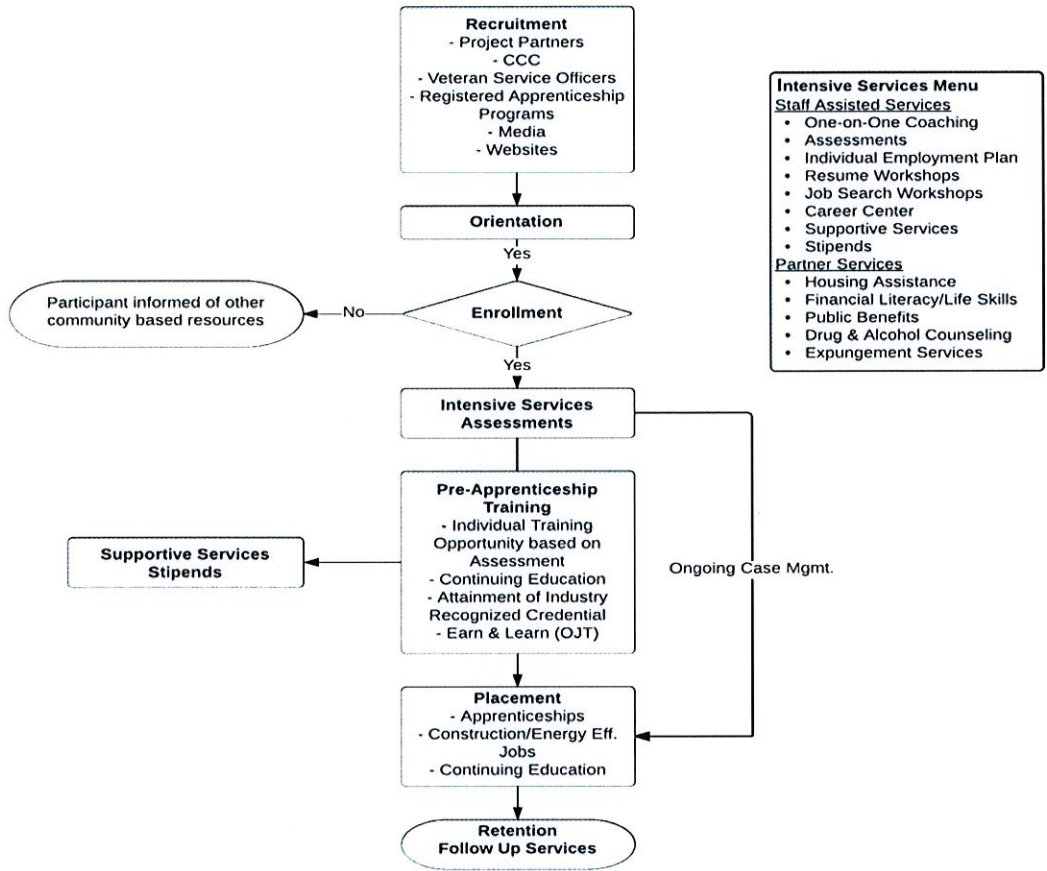 Recruitment
- Project Partners
- CCC
- Veteran Service Officers
- Registered Apprenticeship
Programs
- Media
- Websites
Orientation
Yes
Enrollment
No
Participant informed of other
community based resources
Yes
Intensive Services
Assessments
Pre-Apprenticeship
Training
- Individual Training
Opportunity based on
Assessment
- Continuing Education
- Attainment of Industry
Recognized Credential
- Earn & Learn (OJT)
Supportive Services
Stipends
Ongoing Case Mgmt.
Placement
- Apprenticeships
- Construction/Energy Eff.
Jobs
- Continuing Education
Retention
Follow Up Services
Intensive Services Menu
Staff Assisted Services
• One-on-One Coaching
• Assessments
• Individual Employment Plan
• Resume Workshops
• Job Search Workshops
• Career Center
• Supportive Services
• Stipends
Partner Services
• Housing Assistance
• Financial Literacy/Life Skills
• Public Benefits
• Drug & Alcohol Counseling
• Expungement Services